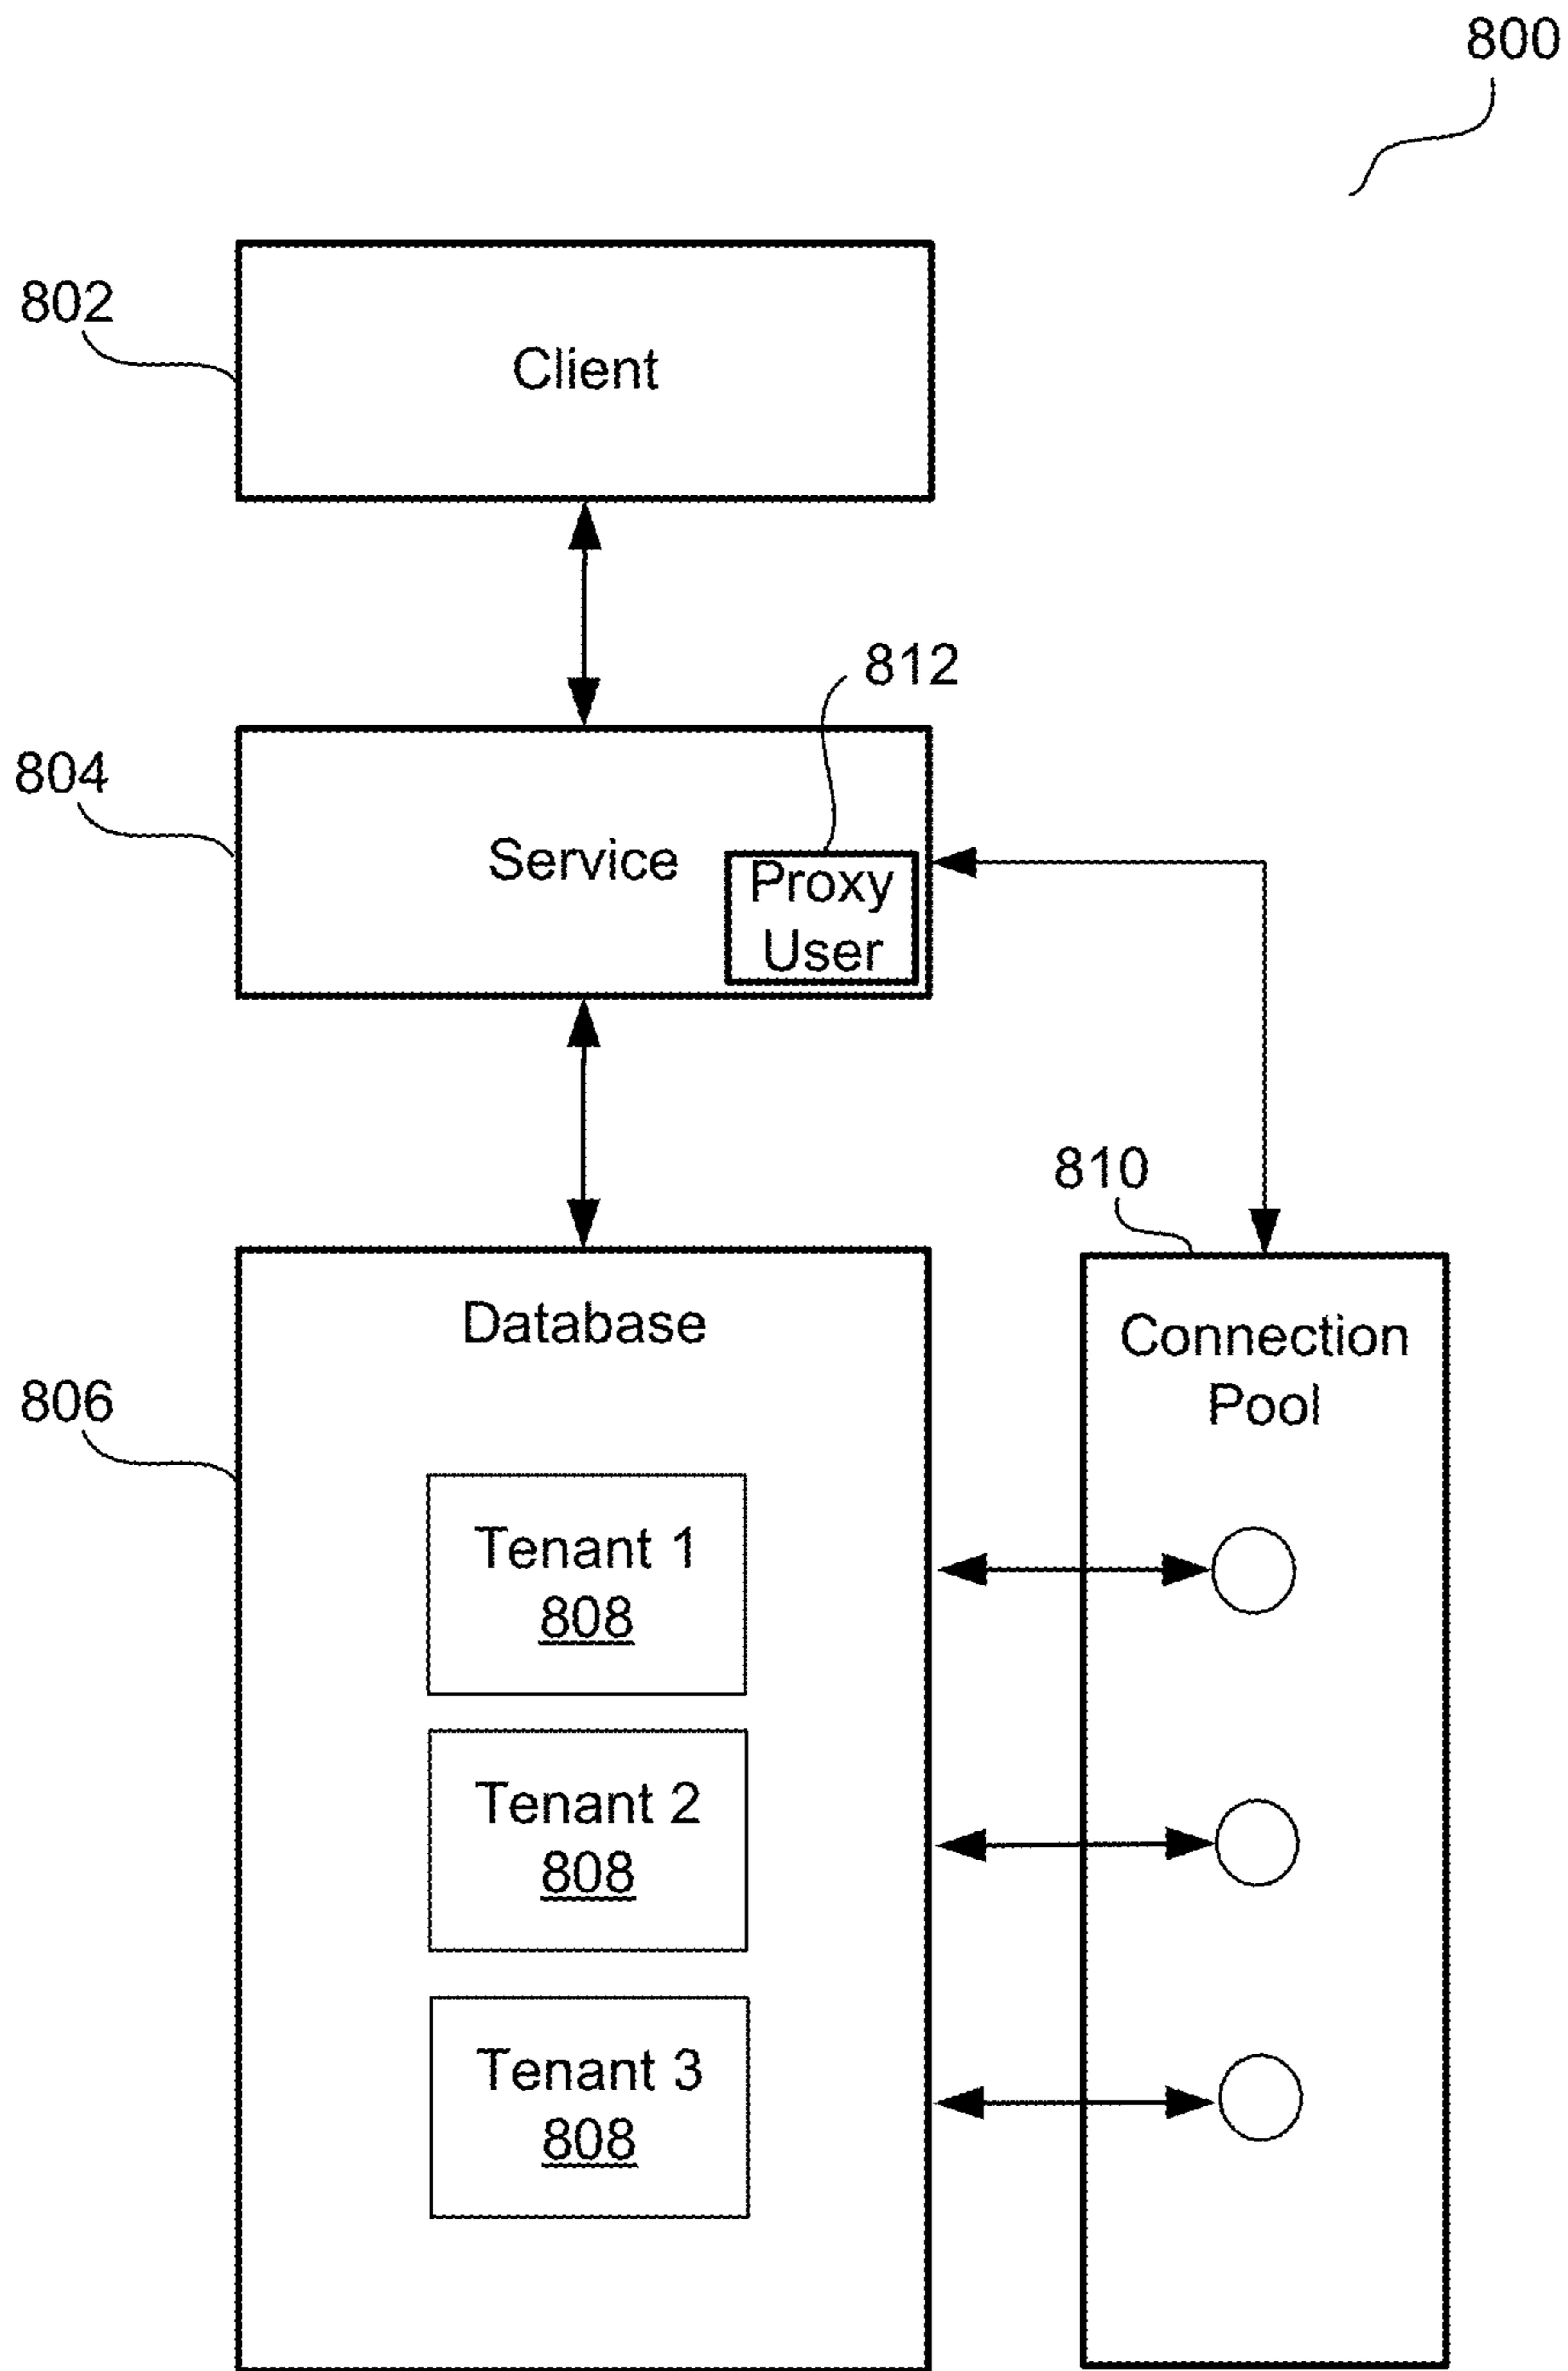 800
802
Client
812
804
Service
Proxy
User
810
Database
Connection
Pool
806
Tenant 1
808
Tenant 2
808
Tenant 3
808